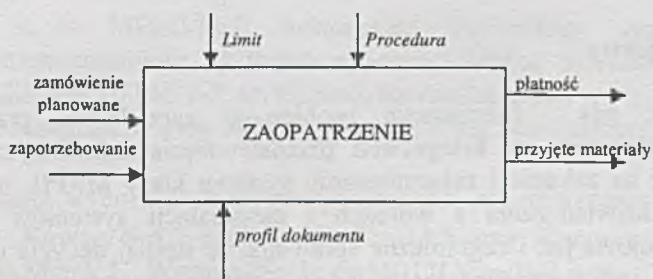 Limit
Procedura
zamówienie
planowane
płatność
ZAOPATRZENIE
zapotrzebowanie
przyjęte materiały
profil dokumentu